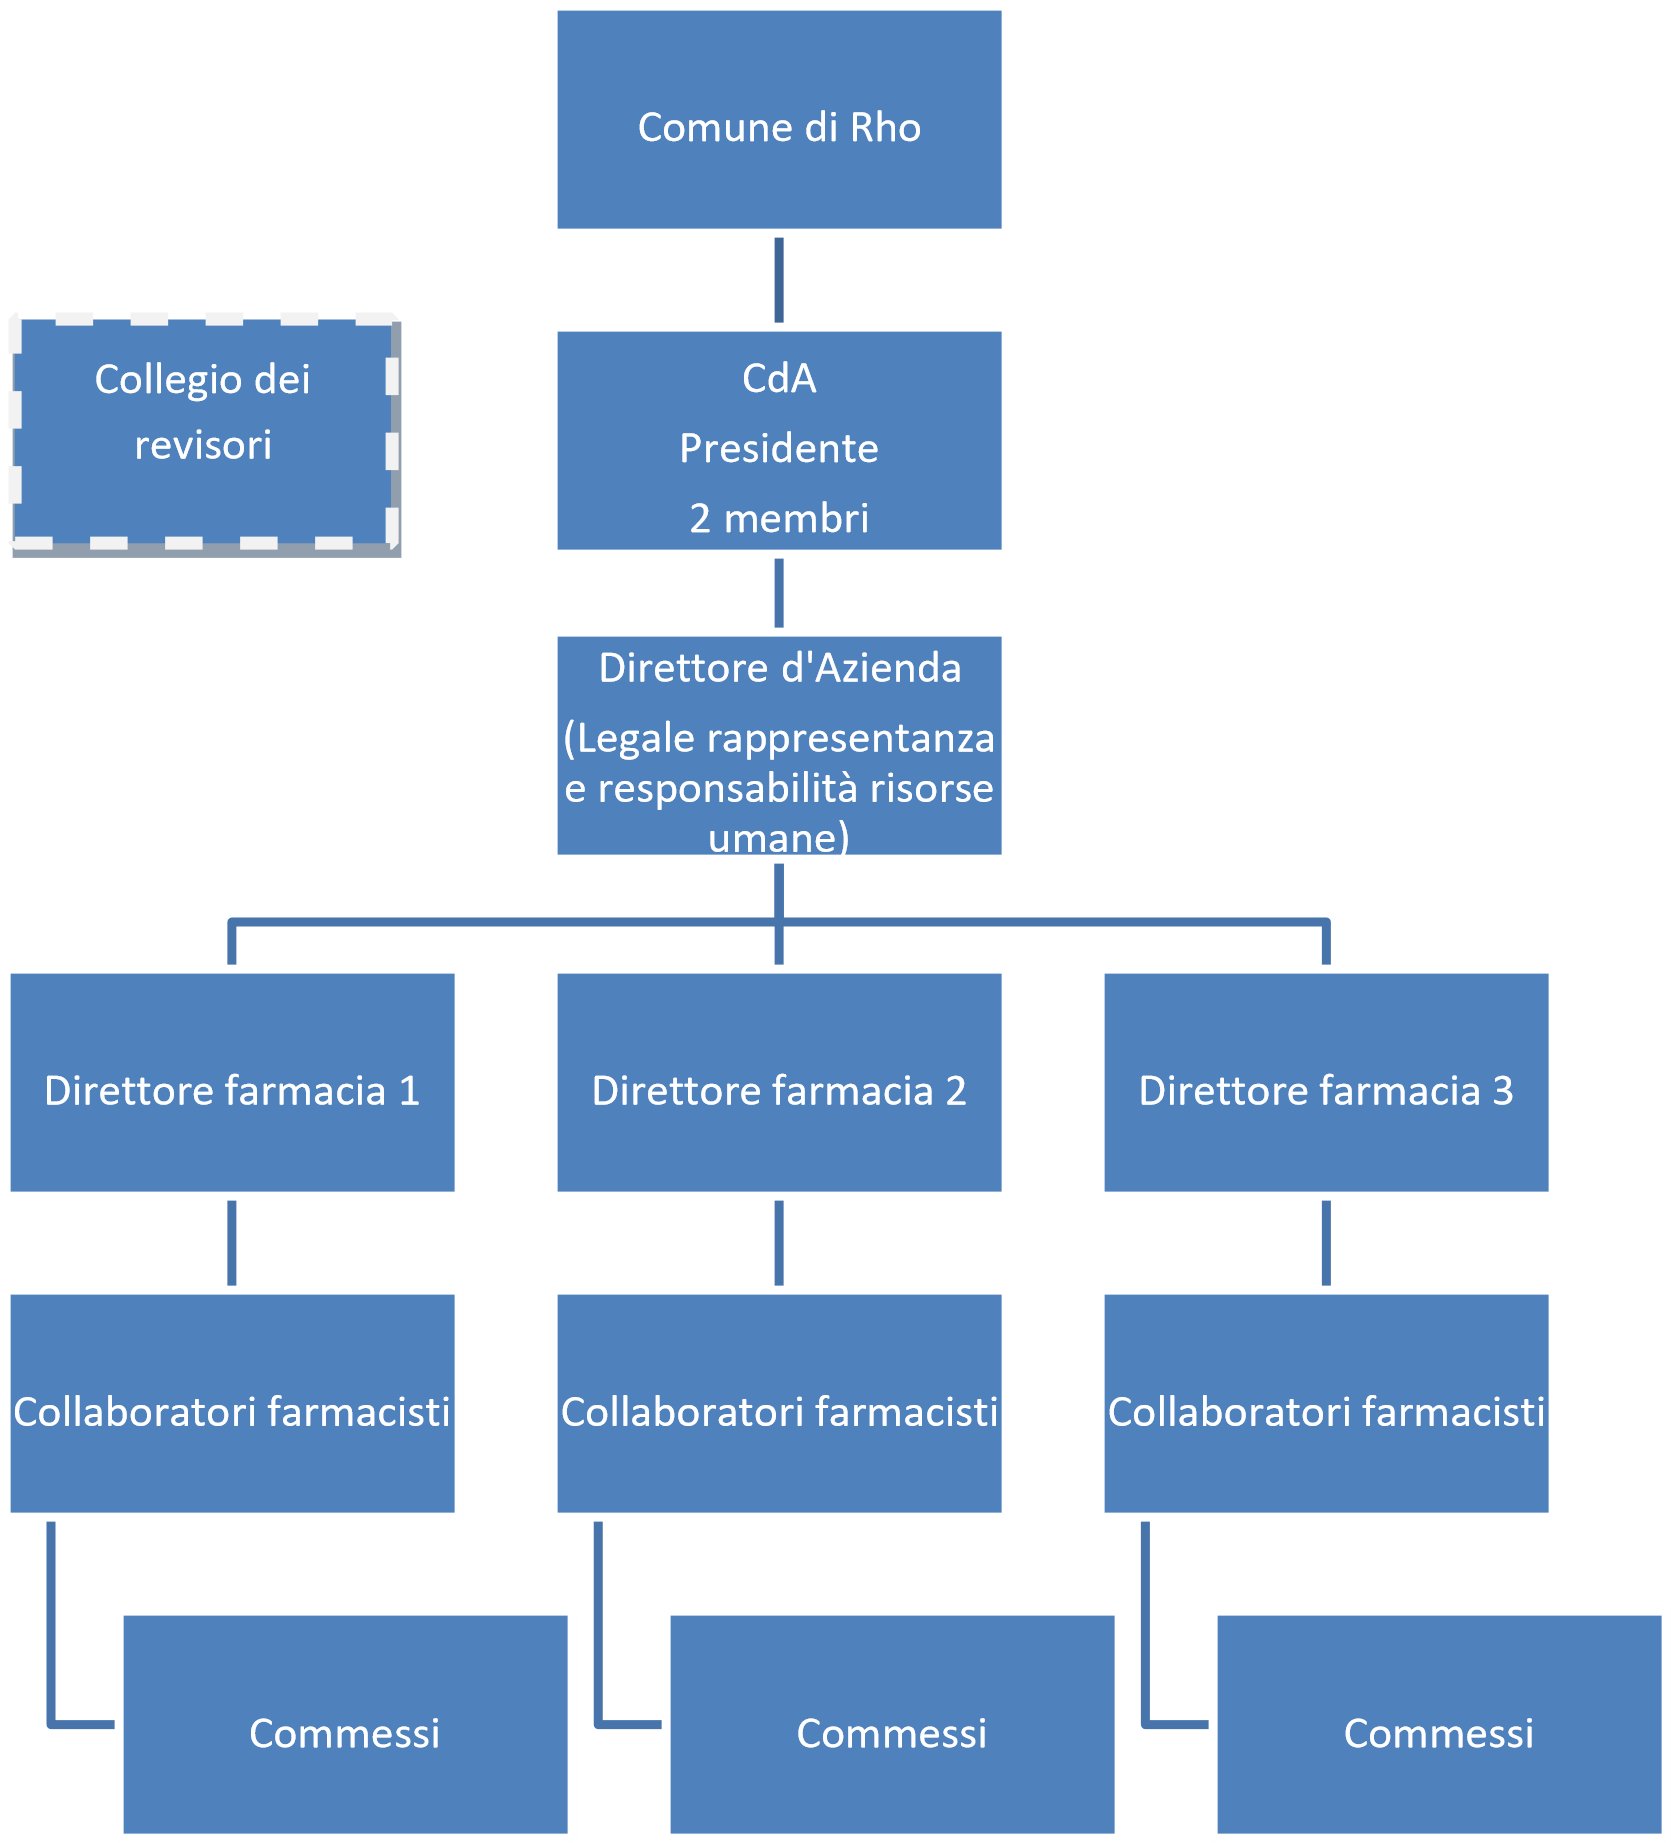 Comune di Rho
Collegio dei
revisori
CdA
Presidente
2 membri
Direttore d'Azienda
(Legale rappresentanza
e responsabilità risorse
umane)
Direttore farmacia 1
Direttore farmacia 2
Direttore farmacia 3
Collaboratori farmacisti
Collaboratori farmacisti
Collaboratori farmacisti
Commessi
Commessi
Commessi